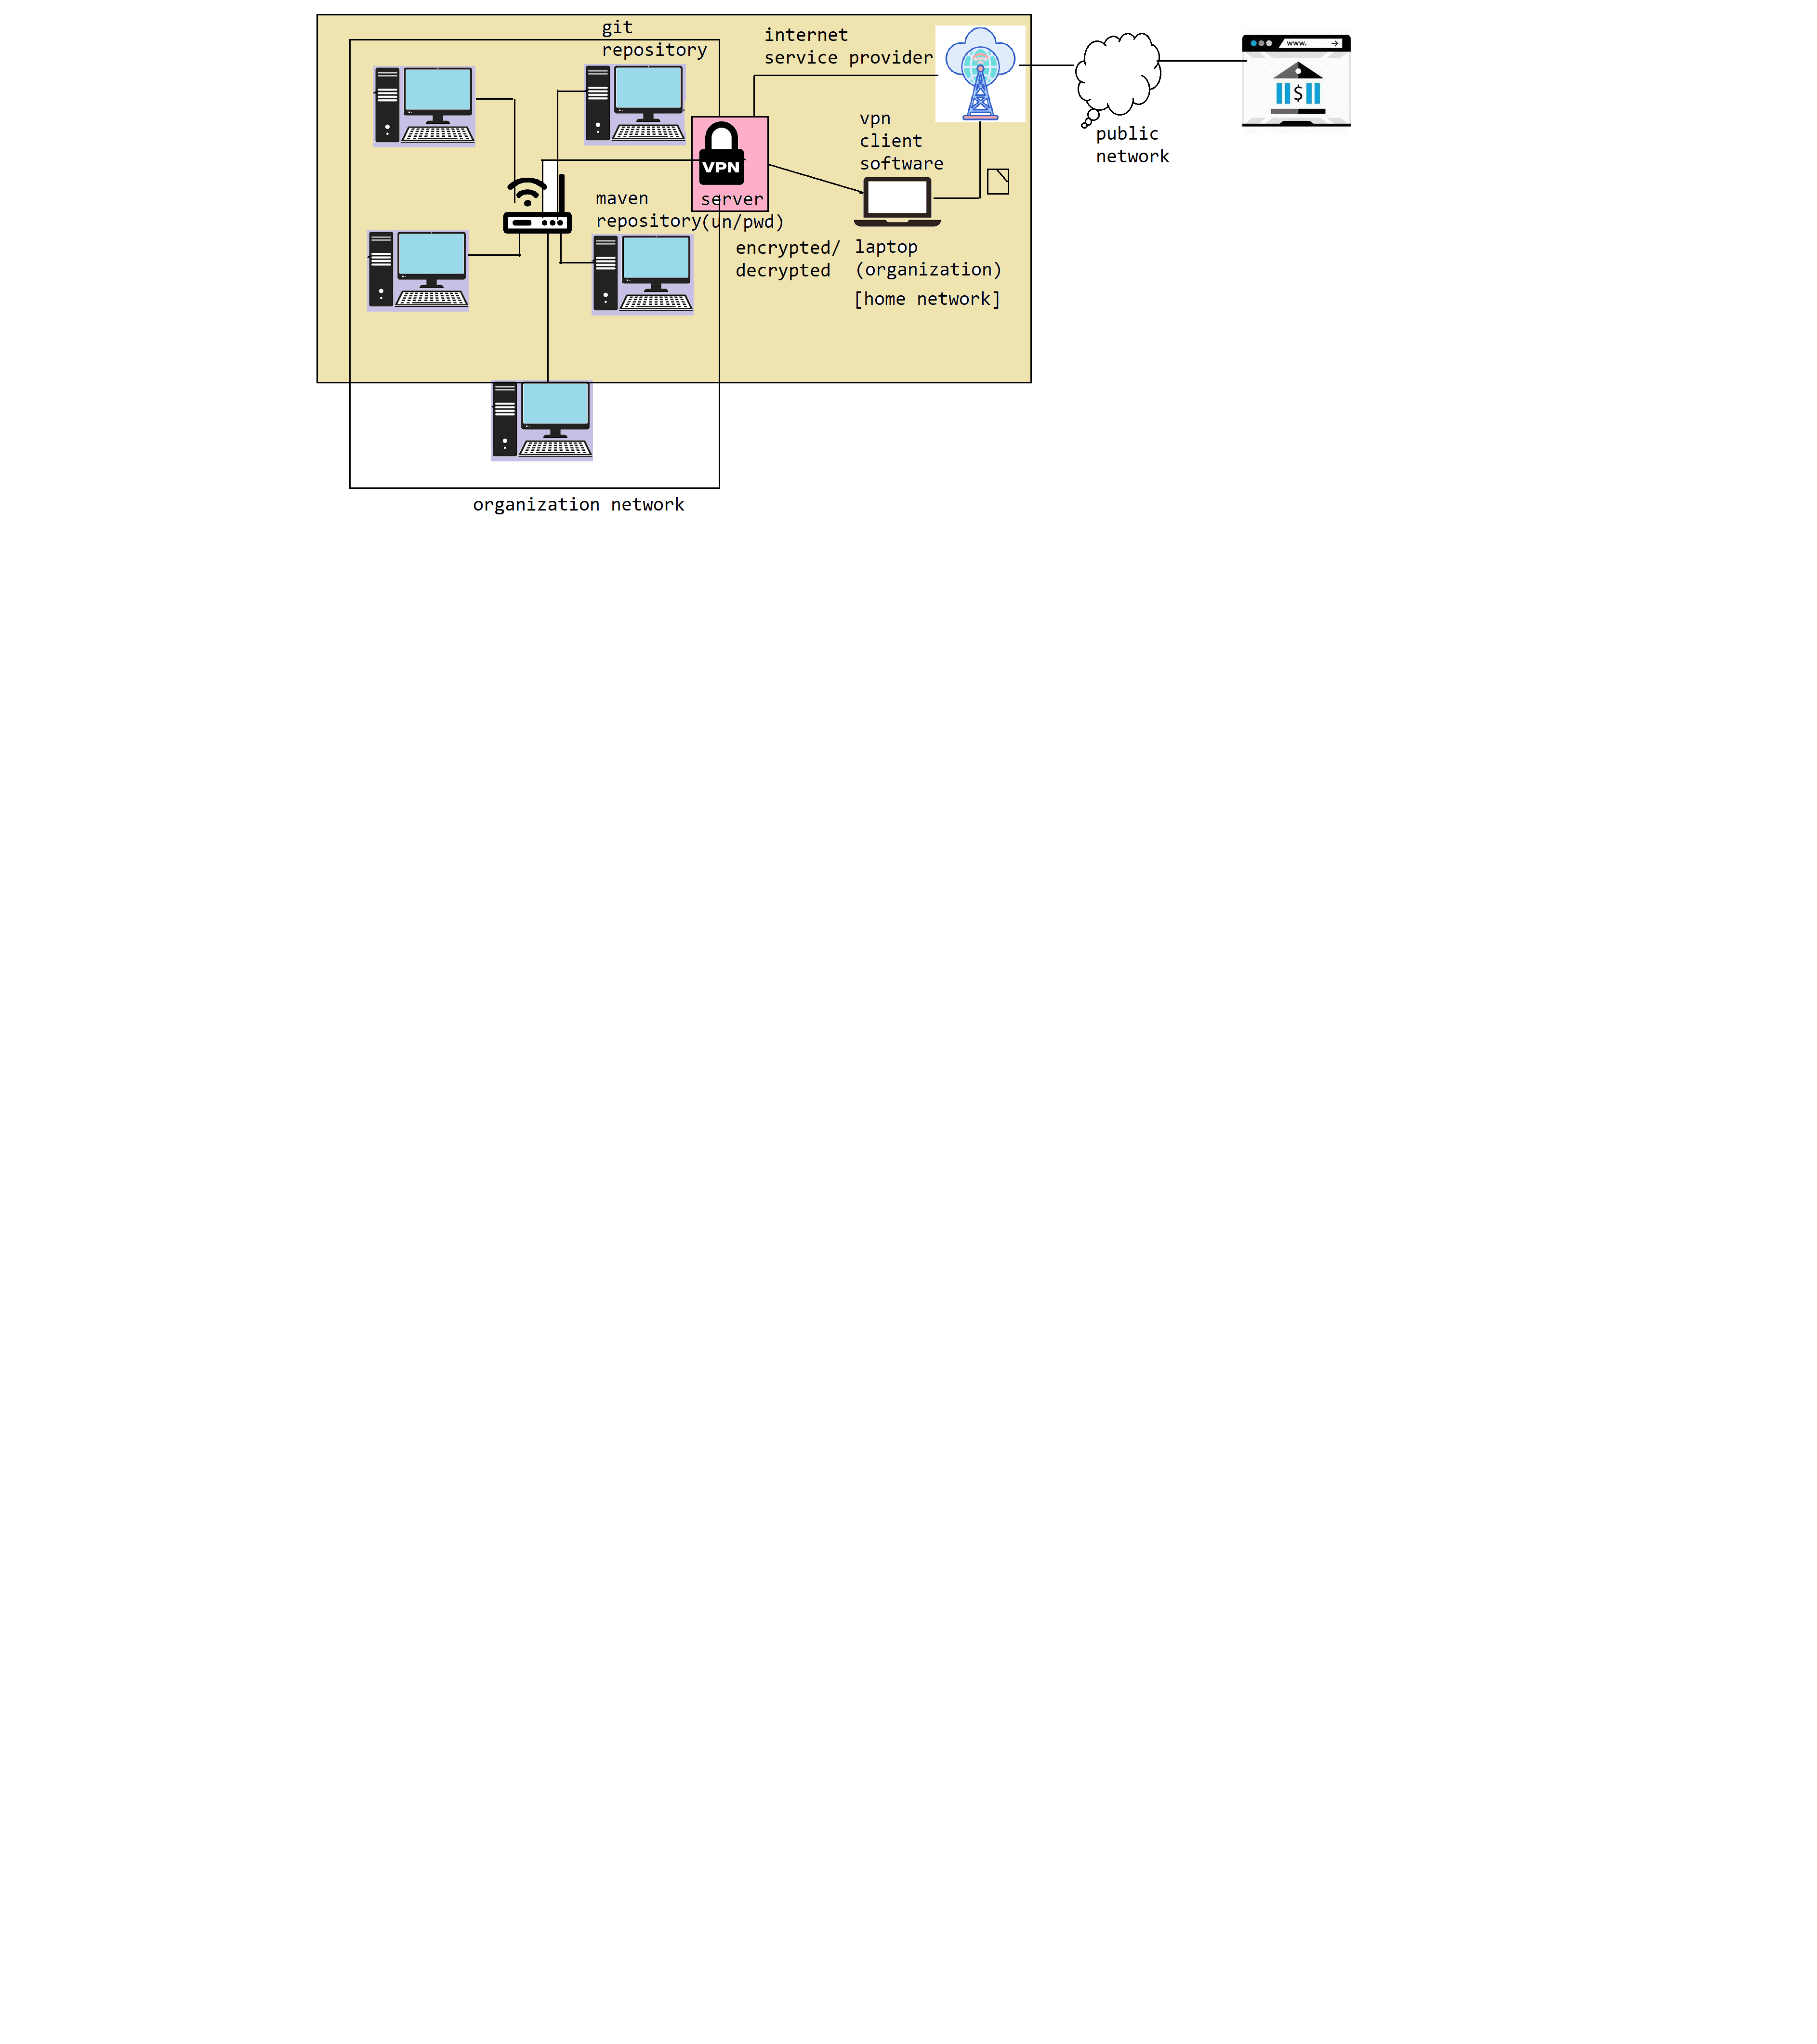 git
repository
internet
service provider
www.
$
public
network
vpn
client
software
VPN
server
(un/pwd)
maven
repository
encrypted/
decrypted
laptop
(organization)
[home network]
organization network